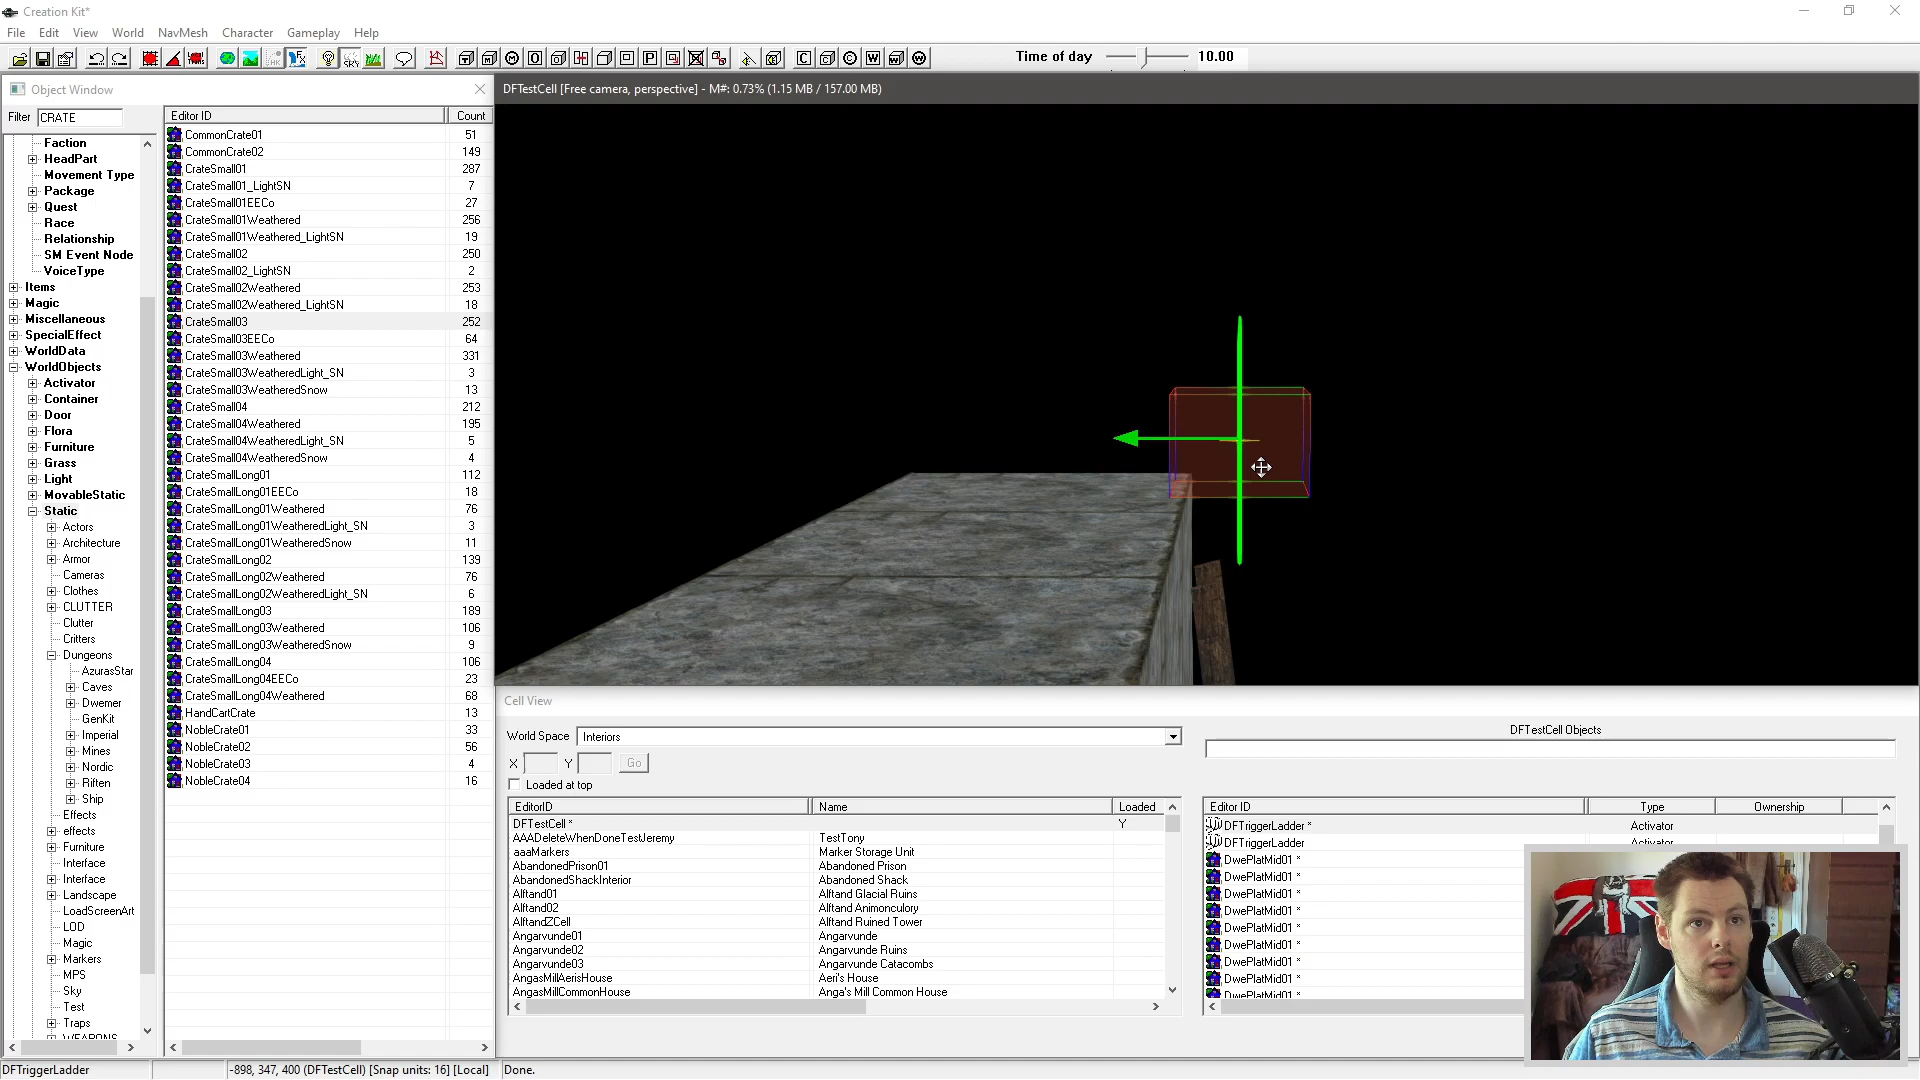 Creation Kit*
File Edit View World NavMesh Character Gameplay Help
Time of day 10.00
Object Window
Filter CRATE
Faction
HeadPart
Movement Type
Package
Quest
Race
Relationship
SM Event Node
VoiceType
Items
Magic
Miscellaneous
SpecialEffect
WorldData
WorldObjects
Activator
Container
Door
Flora
Furniture
Grass
Light
MovableStatic
Static
Actors
Architecture
Armor
Cameras
Clothes
CLUTTER
Clutter
Critters
Dungeons
AzurasStar
Caves
Dwemer
GenKit
Imperial
Mines
Nordic
Riften
Ship
Effects
effects
Furniture
Interface
Interface
Landscape
LoadScreenArt
LOD
Magic
Markers
MPS
Sky
Test
Traps
WEAPONS
Editor ID Count
CommonCrate01 51
CommonCrate02 149
CrateSmall01 287
CrateSmall01_LightSN 7
CrateSmall01EECo 27
CrateSmall01Weathered 256
CrateSmall01Weathered_LightSN 19
CrateSmall02 250
CrateSmall02_LightSN 2
CrateSmall02Weathered 253
CrateSmall02Weathered_LightSN 18
CrateSmall03 252
CrateSmall03EECo 64
CrateSmall03Weathered 331
CrateSmall03WeatheredLight_SN 3
CrateSmall03WeatheredSnow 13
CrateSmall04 212
CrateSmall04Weathered 195
CrateSmall04WeatheredLight_SN 5
CrateSmall04WeatheredSnow 4
CrateSmallLong01 112
CrateSmallLong01EECo 18
CrateSmallLong01Weathered 76
CrateSmallLong01WeatheredLight_SN 3
CrateSmallLong01WeatheredSnow 11
CrateSmallLong02 139
CrateSmallLong02Weathered 76
CrateSmallLong02WeatheredLight_SN 6
CrateSmallLong03 189
CrateSmallLong03Weathered 106
CrateSmallLong03WeatheredSnow 9
CrateSmallLong04 106
CrateSmallLong04EECo 23
CrateSmallLong04Weathered 68
HandCartCrate 13
NobleCrate01 33
NobleCrate02 56
NobleCrate03 4
NobleCrate04 16
DFTestCell [Free camera, perspective] - M#: 0.73% (1.15 MB / 157.00 MB)
Cell View
World Space Interiors
X Y Go
Loaded at top
EditorID Name Loaded
DFTestCell * Y
AAADeleteWhenDoneTestJeremy TestTony
aaaMarkers Marker Storage Unit
AbandonedPrison01 Abandoned Prison
AbandonedShackInterior Abandoned Shack
Alftand01 Alftand Glacial Ruins
Alftand02 Alftand Animonculory
AlftandZCell Alftand Ruined Tower
Angarvunde01 Angarvunde
Angarvunde02 Angarvunde Ruins
Angarvunde03 Angarvunde Catacombs
AngasMillAerisHouse Aeri's House
AngasMillCommonHouse Anga's Mill Common House
DFTestCell Objects
Editor ID Type Ownership
DFTriggerLadder * Activator
DFTriggerLadder Activator
DwePlatMid01 *
DwePlatMid01 *
DwePlatMid01 *
DwePlatMid01 *
DwePlatMid01 *
DwePlatMid01 *
DwePlatMid01 *
DwePlatMid01 *
DwePlatMid01 *
DFTriggerLadder -898, 347, 400 (DFTestCell) [Snap units: 16] [Local] Done.